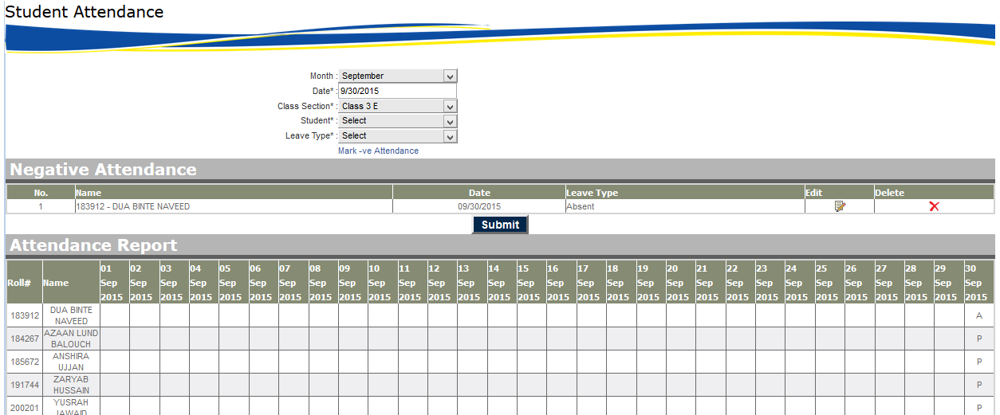 Student Attendance
Month : September
Date* : 9/30/2015
Class Section* : Class 3 E
Student* : Select
Leave Type* : Select
Mark -ve Attendance
Negative Attendance
No. Name Date Leave Type Edit Delete
1 183912 - DUA BINTE NAVEED 09/30/2015 Absent
Submit
Attendance Report
01 02 03 04 05 06 07 08 09 10 11 12 13 14 15 16 17 18 19 20 21 22 23 24 25 26 27 28 29 30
Roll# Name Sep Sep Sep Sep Sep Sep Sep Sep Sep Sep Sep Sep Sep Sep Sep Sep Sep Sep Sep Sep Sep Sep Sep Sep Sep Sep Sep Sep Sep Sep
2015 2015 2015 2015 2015 2015 2015 2015 2015 2015 2015 2015 2015 2015 2015 2015 2015 2015 2015 2015 2015 2015 2015 2015 2015 2015 2015 2015 2015 2015
183912 DUA BINTE A
NAVEED
184267 AZAAN LUND P
BALOUCH
185672 ANSHIRA P
UJJAN
191744 ZARYAB P
HUSSAIN
200201 YUSRAH P
JAWAID